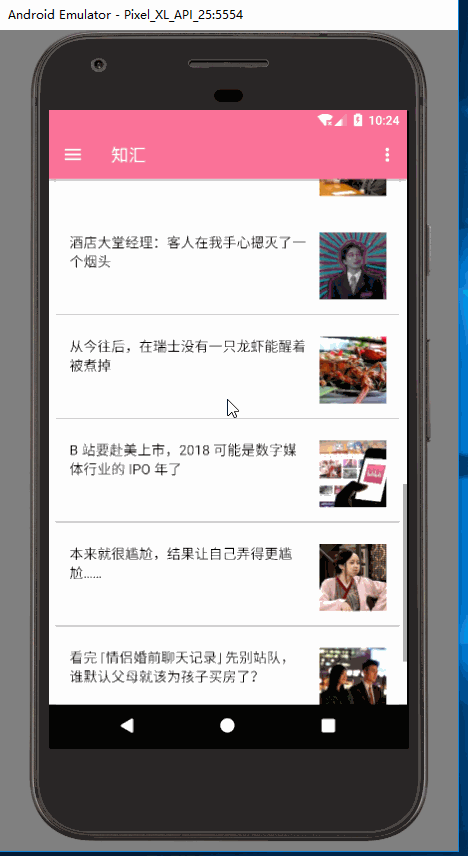 Android Emulator - Pixel_XL_API_25:5554
10:24
知汇
酒店大堂经理：客人在我手心摁灭了一
个烟头
从今往后，在瑞士没有一只龙虾能醒着
被煮掉
B 站要赴美上市，2018 可能是数字媒
体行业的 IPO 年了
本来就很尴尬，结果让自己弄得更尴
尬……
看完「情侣婚前聊天记录」先别站队，
谁默认父母就该为孩子买房了？